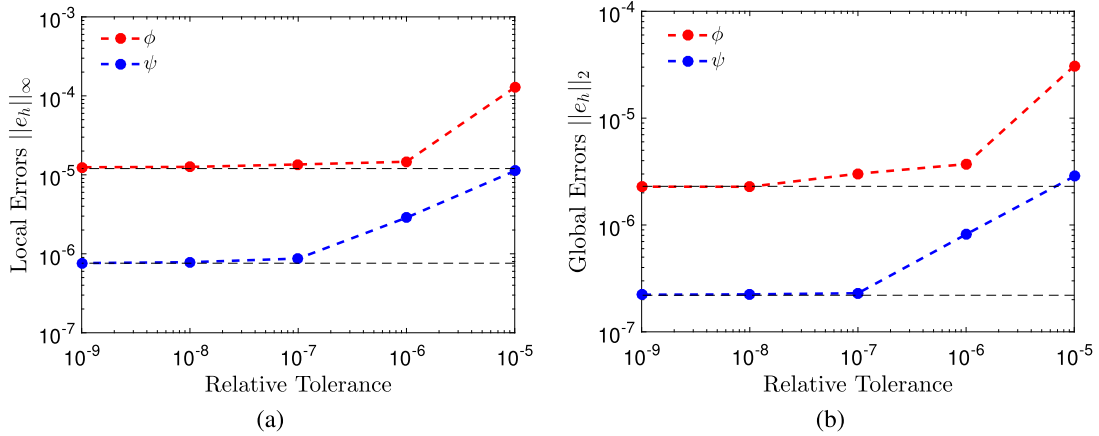 10^-3
10^-4
10^-5
10^-6
10^-7
Local Errors ||e_h||_∞
ϕ
ψ
10^-9 10^-8 10^-7 10^-6 10^-5
Relative Tolerance
(a)
10^-4
10^-5
10^-6
10^-7
Global Errors ||e_h||_2
ϕ
ψ
10^-9 10^-8 10^-7 10^-6 10^-5
Relative Tolerance
(b)